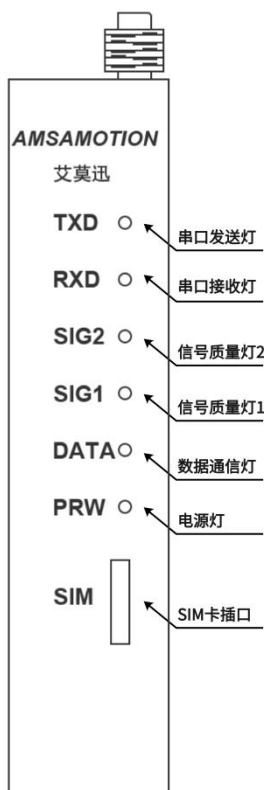 AMSAMOTION
艾莫迅
TXD
串口发送灯
RXD
串口接收灯
SIG2
信号质量灯2
SIG1
信号质量灯1
DATA
数据通信灯
PRW
电源灯
SIM
SIM卡插口